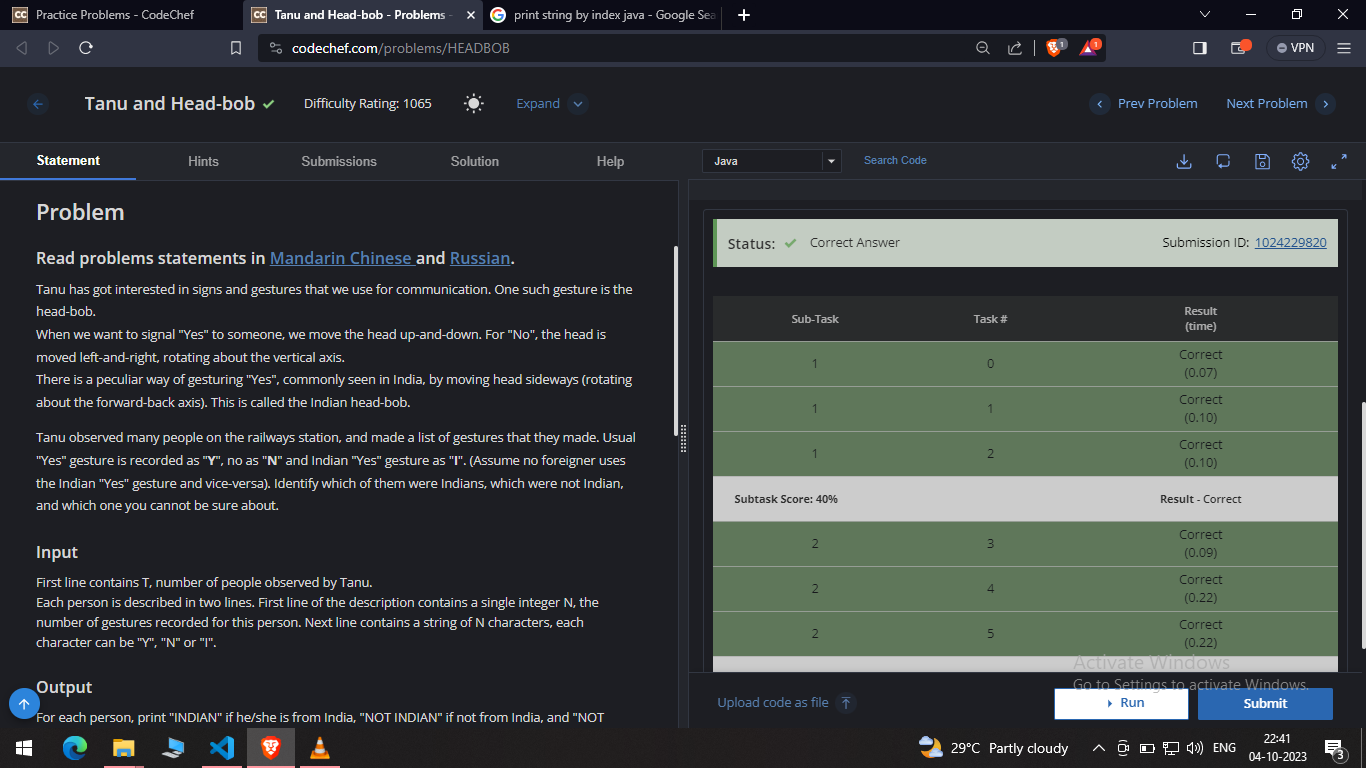 Practice Problems - CodeChef
Tanu and Head-bob - Problems -
print string by index java - Google Sea
codechef.com/problems/HEADBOB
1
1
VPN
Tanu and Head-bob
Difficulty Rating: 1065
Expand
Prev Problem
Next Problem
Statement
Hints
Submissions
Solution
Help
Java
Search Code
Problem
Read problems statements in Mandarin Chinese and Russian.
Tanu has got interested in signs and gestures that we use for communication. One such gesture is the
head-bob.
When we want to signal "Yes" to someone, we move the head up-and-down. For "No", the head is
moved left-and-right, rotating about the vertical axis.
There is a peculiar way of gesturing "Yes", commonly seen in India, by moving head sideways (rotating
about the forward-back axis). This is called the Indian head-bob.
Tanu observed many people on the railways station, and made a list of gestures that they made. Usual
"Yes" gesture is recorded as "Y", no as "N" and Indian "Yes" gesture as "I". (Assume no foreigner uses
the Indian "Yes" gesture and vice-versa). Identify which of them were Indians, which were not Indian,
and which one you cannot be sure about.
Input
First line contains T, number of people observed by Tanu.
Each person is described in two lines. First line of the description contains a single integer N, the
number of gestures recorded for this person. Next line contains a string of N characters, each
character can be "Y", "N" or "I".
Output
For each person, print "INDIAN" if he/she is from India, "NOT INDIAN" if not from India, and "NOT
Status: Correct Answer
Submission ID: 1024229820
Sub-Task
Task #
Result
(time)
1
0
Correct
(0.07)
1
1
Correct
(0.10)
1
2
Correct
(0.10)
Subtask Score: 40%
Result - Correct
2
3
Correct
(0.09)
2
4
Correct
(0.22)
2
5
Correct
(0.22)
Activate Windows
Go to Settings to activate Windows.
Upload code as file
Run
Submit
29°C Partly cloudy
ENG
22:41
04-10-2023
3